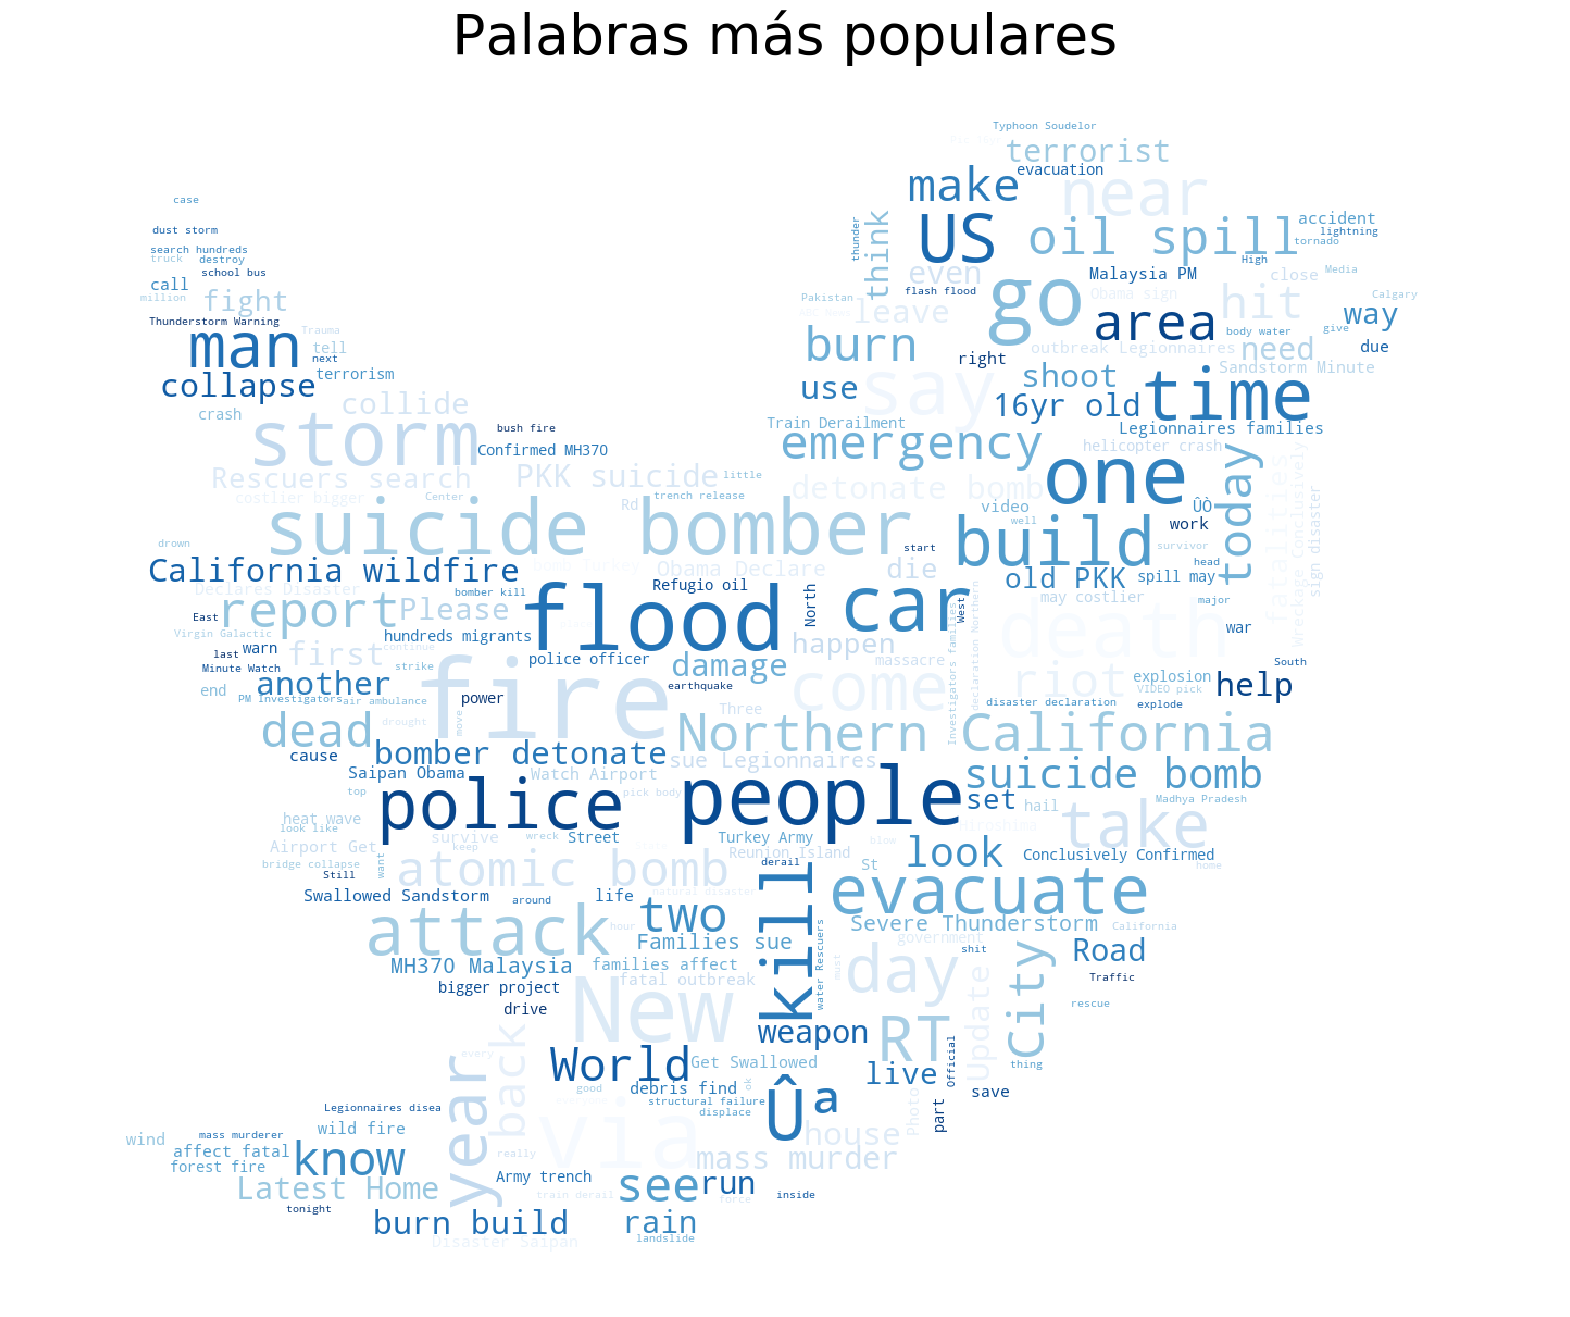 Palabras más populares
Typhoon Soudelor
terrorist
evacuation
make
near
case
US
oil spill
accident
lightning
tornado
dust storm
thunder
think
search hundreds
truck
destroy
school bus
call
even
go
Malaysia PM
High
close
Media
million
fight
flash flood
Pakistan
leave
Obama sign
hit
Calgary
Thunderstorm Warning
Trauma
man
tell
next
burn
right
area
outbreak Legionnaires
body water
need
give
way
due
collapse
terrorism
use
say
shoot
Sandstorm Minute
16yr old
time
crash
collide
storm
bush fire
Train Derailment
Legionnaires families
Confirmed MH370
emergency
helicopter crash
Rescuers search
PKK suicide
little
one
today
fatalities
Wreckage Conclusively
costlier bigger
Center
Rd
trench release
detonate bomb
video
ÛÒ
sign disaster
suicide bomber
well
work
build
drown
start
survivor
California wildfire
bomb Turkey
Obama Declare
die
head
Declares Disaster
bomber kill
Refugio oil
North
old PKK
spill may
report
Please
flood
car
West
may costlier
major
East
Virgin Galactic
hundreds migrants
death
war
last
warn
first
continue
police officer
happen
massacre
Investigators families
declaration Northern
Minute Watch
strike
damage
South
end
another
fire
earthquake
come
riot
explosion
VIDEO pick
help
PM Investigators
air ambulance
power
Three
disaster declaration
explode
dead
drought
move
Northern California
cause
bomber detonate
sue Legionnaires
Saipan Obama
Watch Airport
suicide bomb
top
police
pick body
people
set
hail
Madhya Pradesh
heat wave
look like
survive
wreck
Street
Turkey Army
blow
Hiroshima
take
Airport Get
keep
Reunion Island
look
Conclusively Confirmed
bridge collapse
want
atomic bomb
derail
St
home
Still
natural disaster
evacuate
Swallowed Sandstorm
around
life
kill
attack
hour
two
Severe Thunderstorm
California
Families sue
water Rescuers
government
shit
City
Road
MH370 Malaysia
families affect
must
day
Traffic
bigger project
fatal outbreak
Update
drive
New
rescue
back
weapon
RT
every
year
World
Get Swallowed
live
Official
thing
good
debris find
ok
save
Legionnaires disea
structural failure
displace
Ûª
Photo
part
wind
mass murderer
wild fire
via
house
affect fatal
forest fire
know
really
mass murder
Latest Home
Army trench
train derail
see
run
force
inside
tonight
burn build
rain
Disaster Saipan
landslide